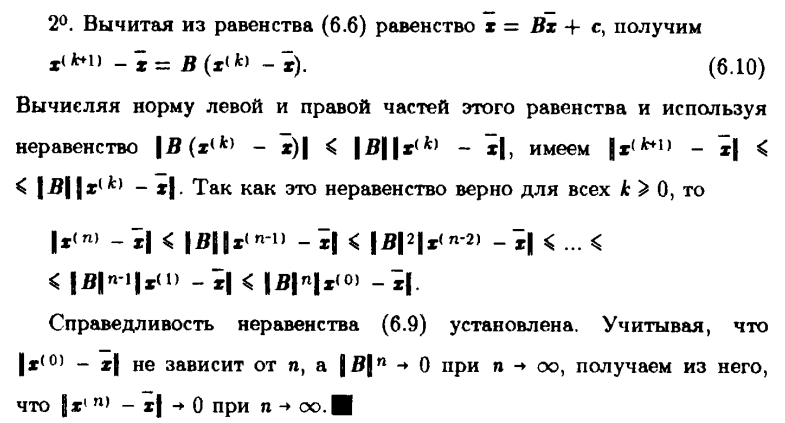 2⁰. Вычитая из равенства (6.6) равенство x̄ = Bx̄ + c, получим
x⁽ᵏ⁺¹⁾ − x̄ = B (x⁽ᵏ⁾ − x̄). (6.10)
Вычисляя норму левой и правой частей этого равенства и используя
неравенство ‖B (x⁽ᵏ⁾ − x̄)‖ ⩽ ‖B‖‖x⁽ᵏ⁾ − x̄‖, имеем ‖x⁽ᵏ⁺¹⁾ − x̄‖ ⩽
⩽ ‖B‖‖x⁽ᵏ⁾ − x̄‖. Так как это неравенство верно для всех k ⩾ 0, то
‖x⁽ⁿ⁾ − x̄‖ ⩽ ‖B‖‖x⁽ⁿ⁻¹⁾ − x̄‖ ⩽ ‖B‖²‖x⁽ⁿ⁻²⁾ − x̄‖ ⩽ ... ⩽
⩽ ‖B‖ⁿ⁻¹‖x⁽¹⁾ − x̄‖ ⩽ ‖B‖ⁿ‖x⁽⁰⁾ − x̄‖.
Справедливость неравенства (6.9) установлена. Учитывая, что
‖x⁽⁰⁾ − x̄‖ не зависит от n, а ‖B‖ⁿ → 0 при n → ∞, получаем из него,
что ‖x⁽ⁿ⁾ − x̄‖ → 0 при n → ∞.■